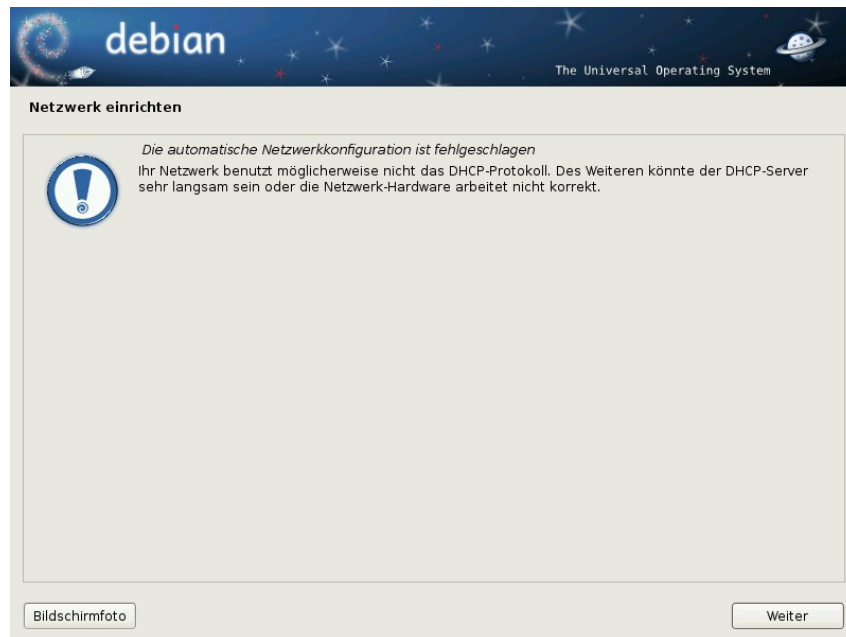 debian
The Universal Operating System
Netzwerk einrichten
Die automatische Netzwerkkonfiguration ist fehlgeschlagen
Ihr Netzwerk benutzt möglicherweise nicht das DHCP-Protokoll. Des Weiteren könnte der DHCP-Server
sehr langsam sein oder die Netzwerk-Hardware arbeitet nicht korrekt.
Bildschirmfoto
Weiter